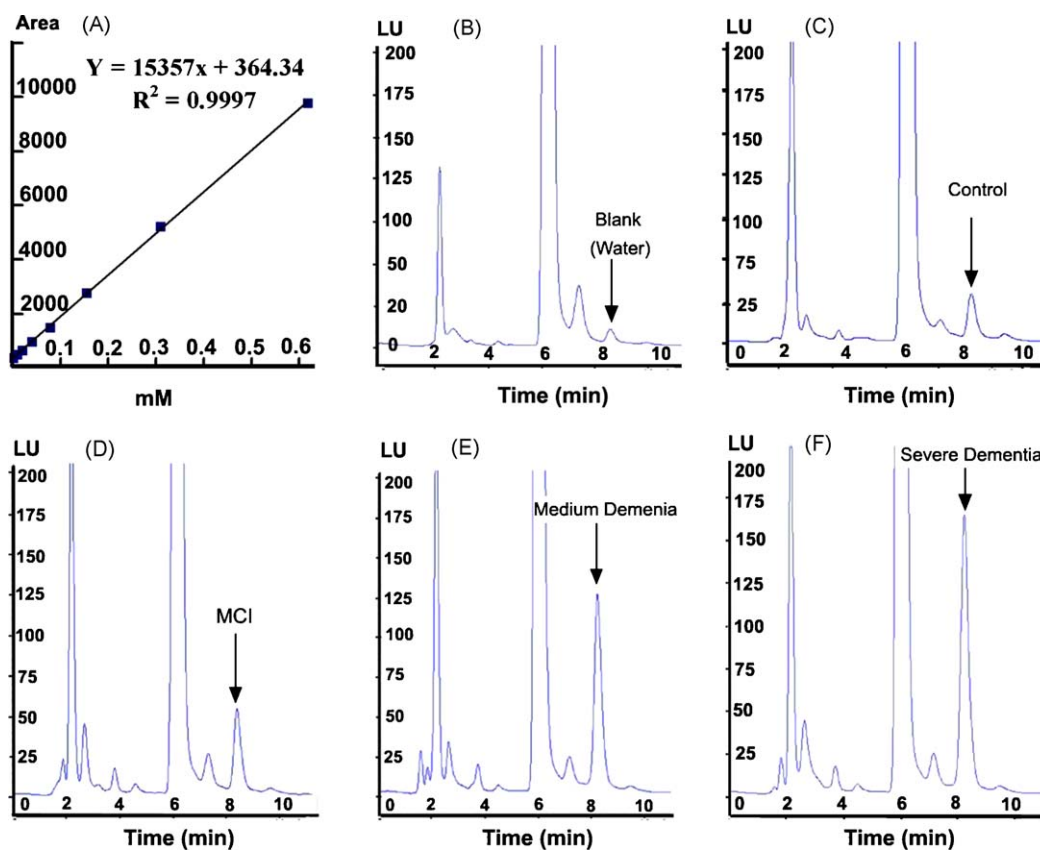 Area (A)
Y = 15357x + 364.34
R² = 0.9997
10000
8000
6000
4000
2000
0.1 0.2 0.3 0.4 0.5 0.6
mM
LU (B)
200
175
150
125
100
50
20
0
Blank
(Water)
2 4 6 8 10
Time (min)
LU (C)
200
175
150
125
100
75
25
Control
0 2 4 6 8 10
Time (min)
LU (D)
200
175
150
125
100
75
50
25
MCI
0 2 4 6 8 10
Time (min)
LU (E)
200
175
150
125
100
75
50
25
Medium Demenia
0 2 4 6 8 10
Time (min)
LU (F)
200
175
150
125
100
75
50
25
Severe Dementia
0 2 4 6 8 10
Time (min)